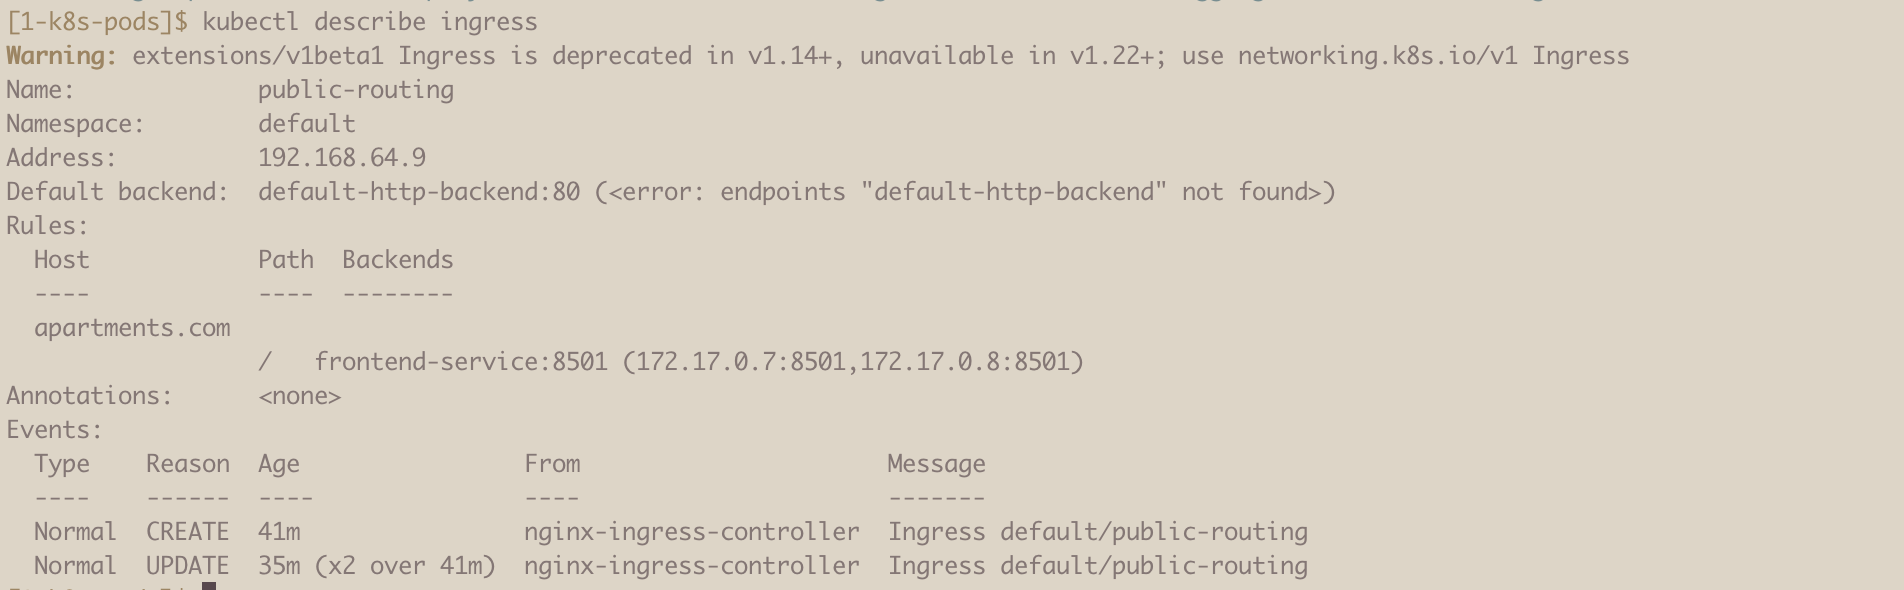 [1-k8s-pods]$ kubectl describe ingress
Warning: extensions/v1beta1 Ingress is deprecated in v1.14+, unavailable in v1.22+; use networking.k8s.io/v1 Ingress
Name:             public-routing
Namespace:        default
Address:          192.168.64.9
Default backend:  default-http-backend:80 (<error: endpoints "default-http-backend" not found>)
Rules:
  Host            Path  Backends
  ----            ----  --------
  apartments.com
                  /   frontend-service:8501 (172.17.0.7:8501,172.17.0.8:8501)
Annotations:      <none>
Events:
  Type    Reason  Age                From                      Message
  ----    ------  ----               ----                      -------
  Normal  CREATE  41m                nginx-ingress-controller  Ingress default/public-routing
  Normal  UPDATE  35m (x2 over 41m)  nginx-ingress-controller  Ingress default/public-routing